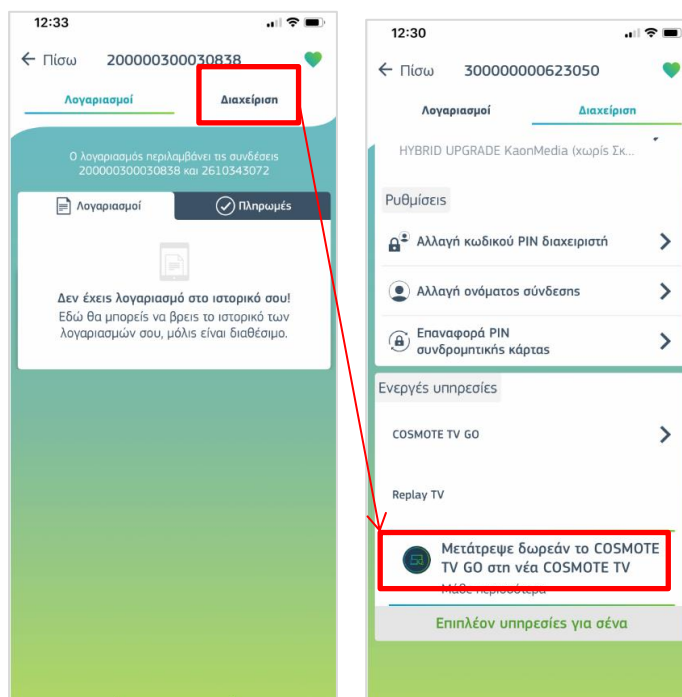 12:33
Πίσω 200000300030838
Λογαριασμοί Διαχείριση
Ο λογαριασμός περιλαμβάνει τις συνδέσεις
200000300030838 και 2610343072
Λογαριασμοί Πληρωμές
Δεν έχεις λογαριασμό στο ιστορικό σου!
Εδώ θα μπορείς να βρεις το ιστορικό των
λογαριασμών σου, μόλις είναι διαθέσιμο.
12:30
Πίσω 300000000623050
Λογαριασμοί Διαχείριση
HYBRID UPGRADE KaonMedia (χωρίς Σκ...
Ρυθμίσεις
Αλλαγή κωδικού PIN διαχειριστή
Αλλαγή ονόματος σύνδεσης
Επαναφορά PIN
συνδρομητικής κάρτας
Ενεργές υπηρεσίες
COSMOTE TV GO
Replay TV
Μετάτρεψε δωρεάν το COSMOTE
TV GO στη νέα COSMOTE TV
Μάθε περισσότερα
Επιπλέον υπηρεσίες για σένα